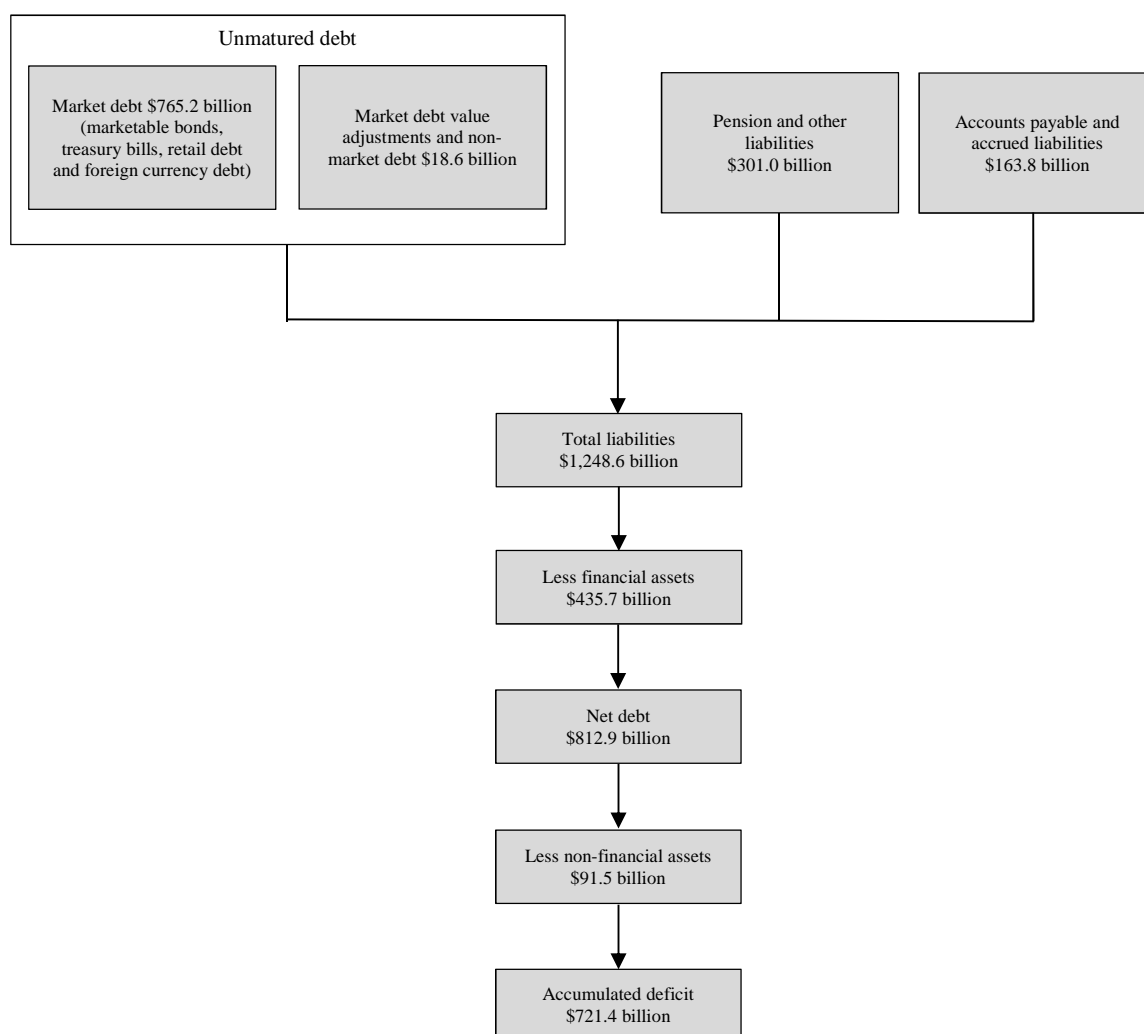 Unmatured debt
Market debt $765.2 billion
(marketable bonds,
treasury bills, retail debt
and foreign currency debt)
Market debt value
adjustments and non-
market debt $18.6 billion
Pension and other
liabilities
$301.0 billion
Accounts payable and
accrued liabilities
$163.8 billion
Total liabilities
$1,248.6 billion
Less financial assets
$435.7 billion
Net debt
$812.9 billion
Less non-financial assets
$91.5 billion
Accumulated deficit
$721.4 billion